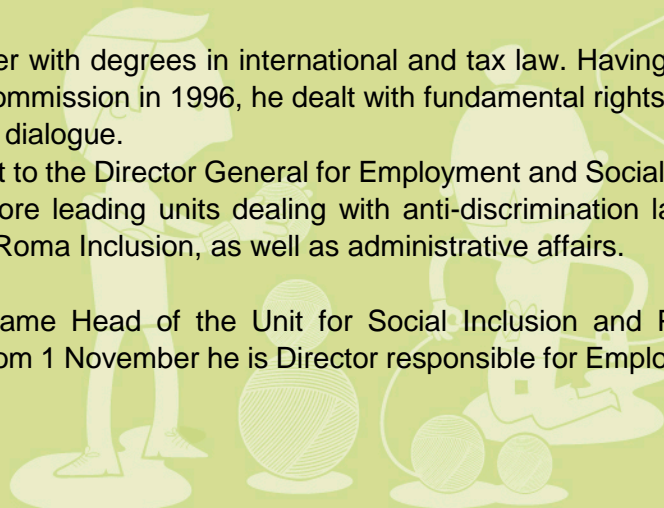 er with degrees in international and tax law. Having
ommission in 1996, he dealt with fundamental rights
dialogue.
t to the Director General for Employment and Social
ore leading units dealing with anti-discrimination la
Roma Inclusion, as well as administrative affairs.
ame Head of the Unit for Social Inclusion and P
om 1 November he is Director responsible for Emplo